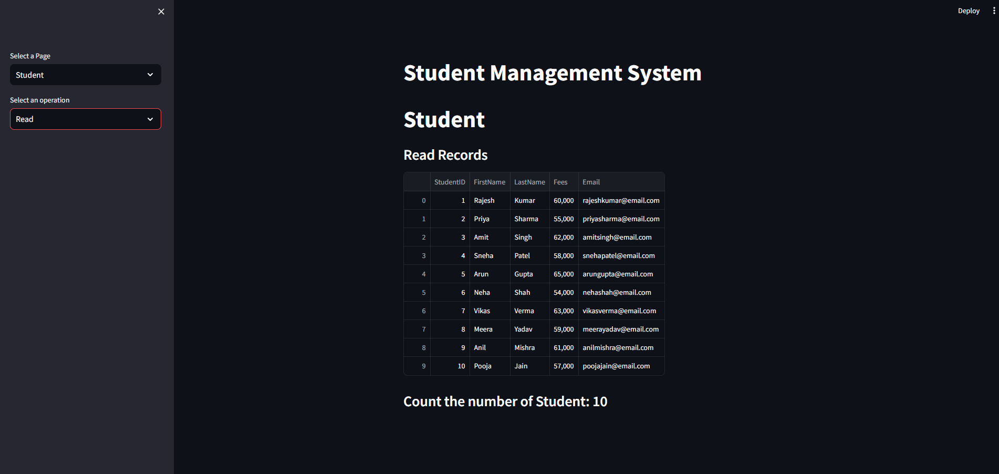 Deploy
Select a Page
Student
Select an operation
Read
Student Management System
Student
Read Records
StudentID FirstName LastName Fees Email
0 1 Rajesh Kumar 60,000 rajeshkumar@email.com
1 2 Priya Sharma 55,000 priyasharma@email.com
2 3 Amit Singh 62,000 amitsingh@email.com
3 4 Sneha Patel 58,000 snehapatel@email.com
4 5 Arun Gupta 65,000 arungupta@email.com
5 6 Neha Shah 54,000 nehashah@email.com
6 7 Vikas Verma 63,000 vikasverma@email.com
7 8 Meera Yadav 59,000 meerayadav@email.com
8 9 Anil Mishra 61,000 anilmishra@email.com
9 10 Pooja Jain 57,000 poojajain@email.com
Count the number of Student: 10